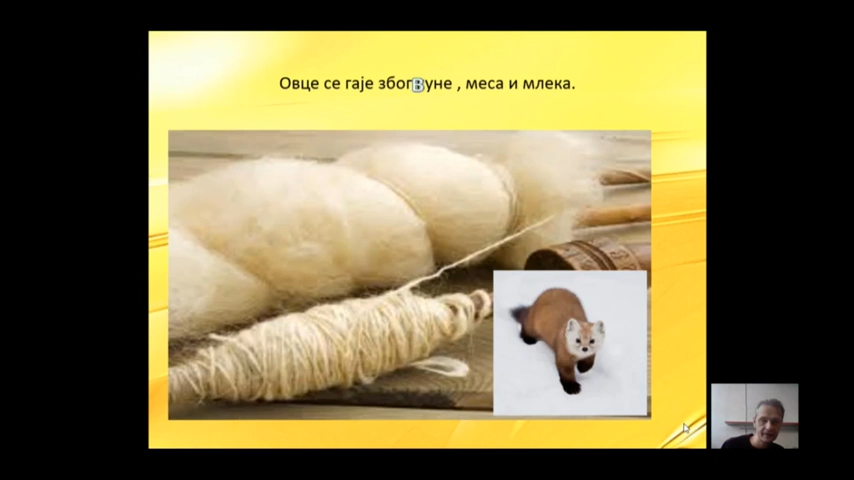 Овце се гаје због вуне , меса и млека.